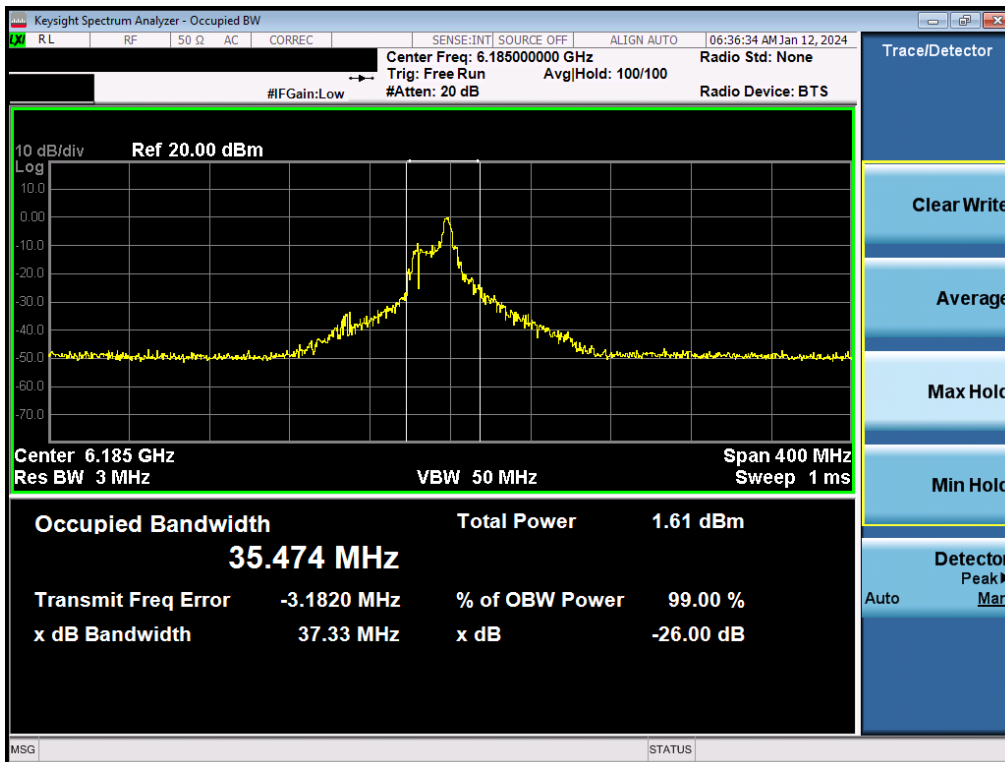 Keysight Spectrum Analyzer - Occupied BW
LXI RL RF 50 Ω AC CORREC SENSE:INT SOURCE OFF ALIGN AUTO 06:36:34 AM Jan 12, 2024
Center Freq: 6.185000000 GHz Radio Std: None
Trig: Free Run Avg|Hold: 100/100
#IFGain:Low #Atten: 20 dB Radio Device: BTS
Trace/Detector
10 dB/div Ref 20.00 dBm
Log
10.0
0.00
-10.0
-20.0
-30.0
-40.0
-50.0
-60.0
-70.0
Center 6.185 GHz Span 400 MHz
Res BW 3 MHz VBW 50 MHz Sweep 1 ms
Occupied Bandwidth Total Power 1.61 dBm
35.474 MHz
Transmit Freq Error -3.1820 MHz % of OBW Power 99.00 %
x dB Bandwidth 37.33 MHz x dB -26.00 dB
Clear Write
Average
Max Hold
Min Hold
Detector
Peak
Auto Man
MSG STATUS